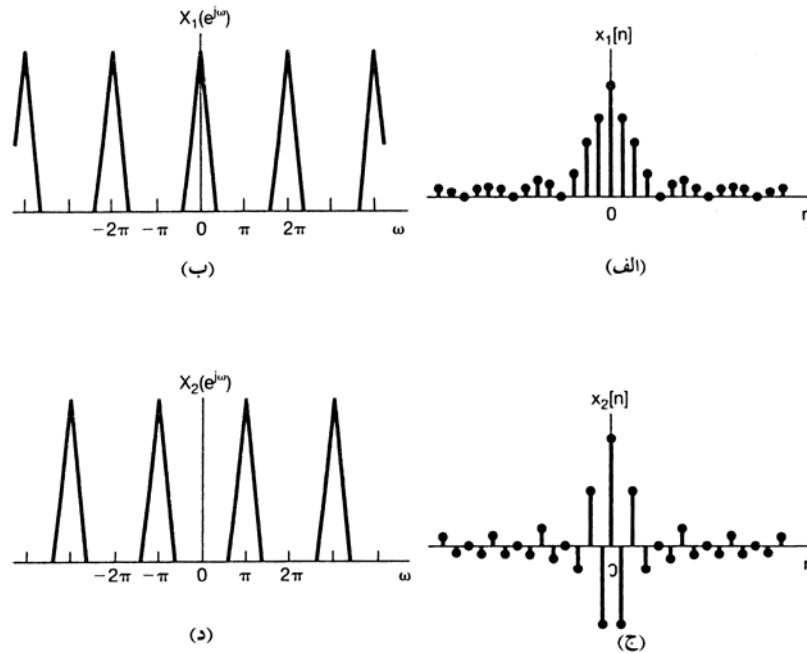 X₁(e^jω)
x₁[n]
-2π -π 0 π 2π ω
0 n
(ب)
(الف)
X₂(e^jω)
x₂[n]
-2π -π 0 π 2π ω
n
(د)
(ج)